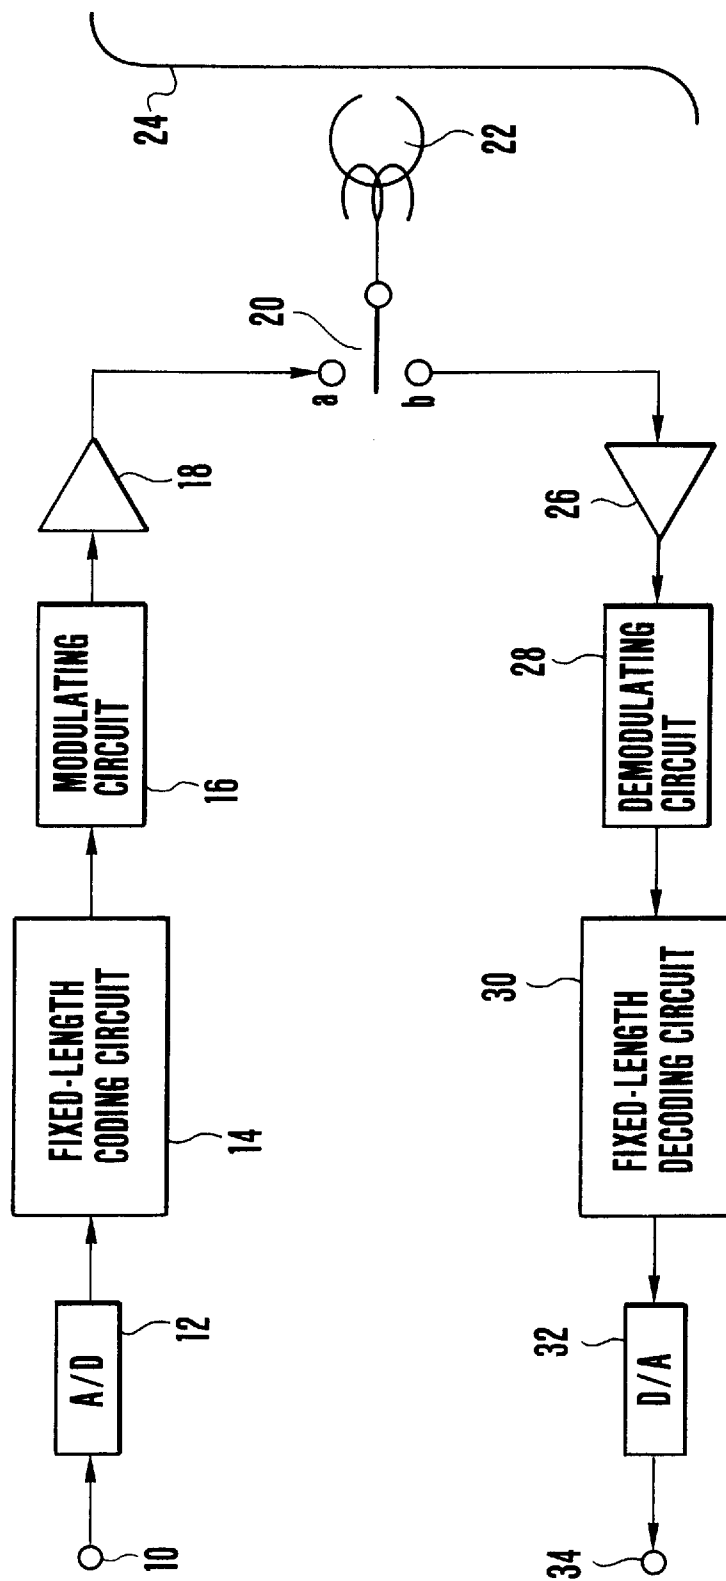 10
A/D
12
FIXED-LENGTH
CODING CIRCUIT
14
MODULATING
CIRCUIT
16
18
a
20
b
22
24
26
DEMODULATING
CIRCUIT
28
FIXED-LENGTH
DECODING CIRCUIT
30
D/A
32
34